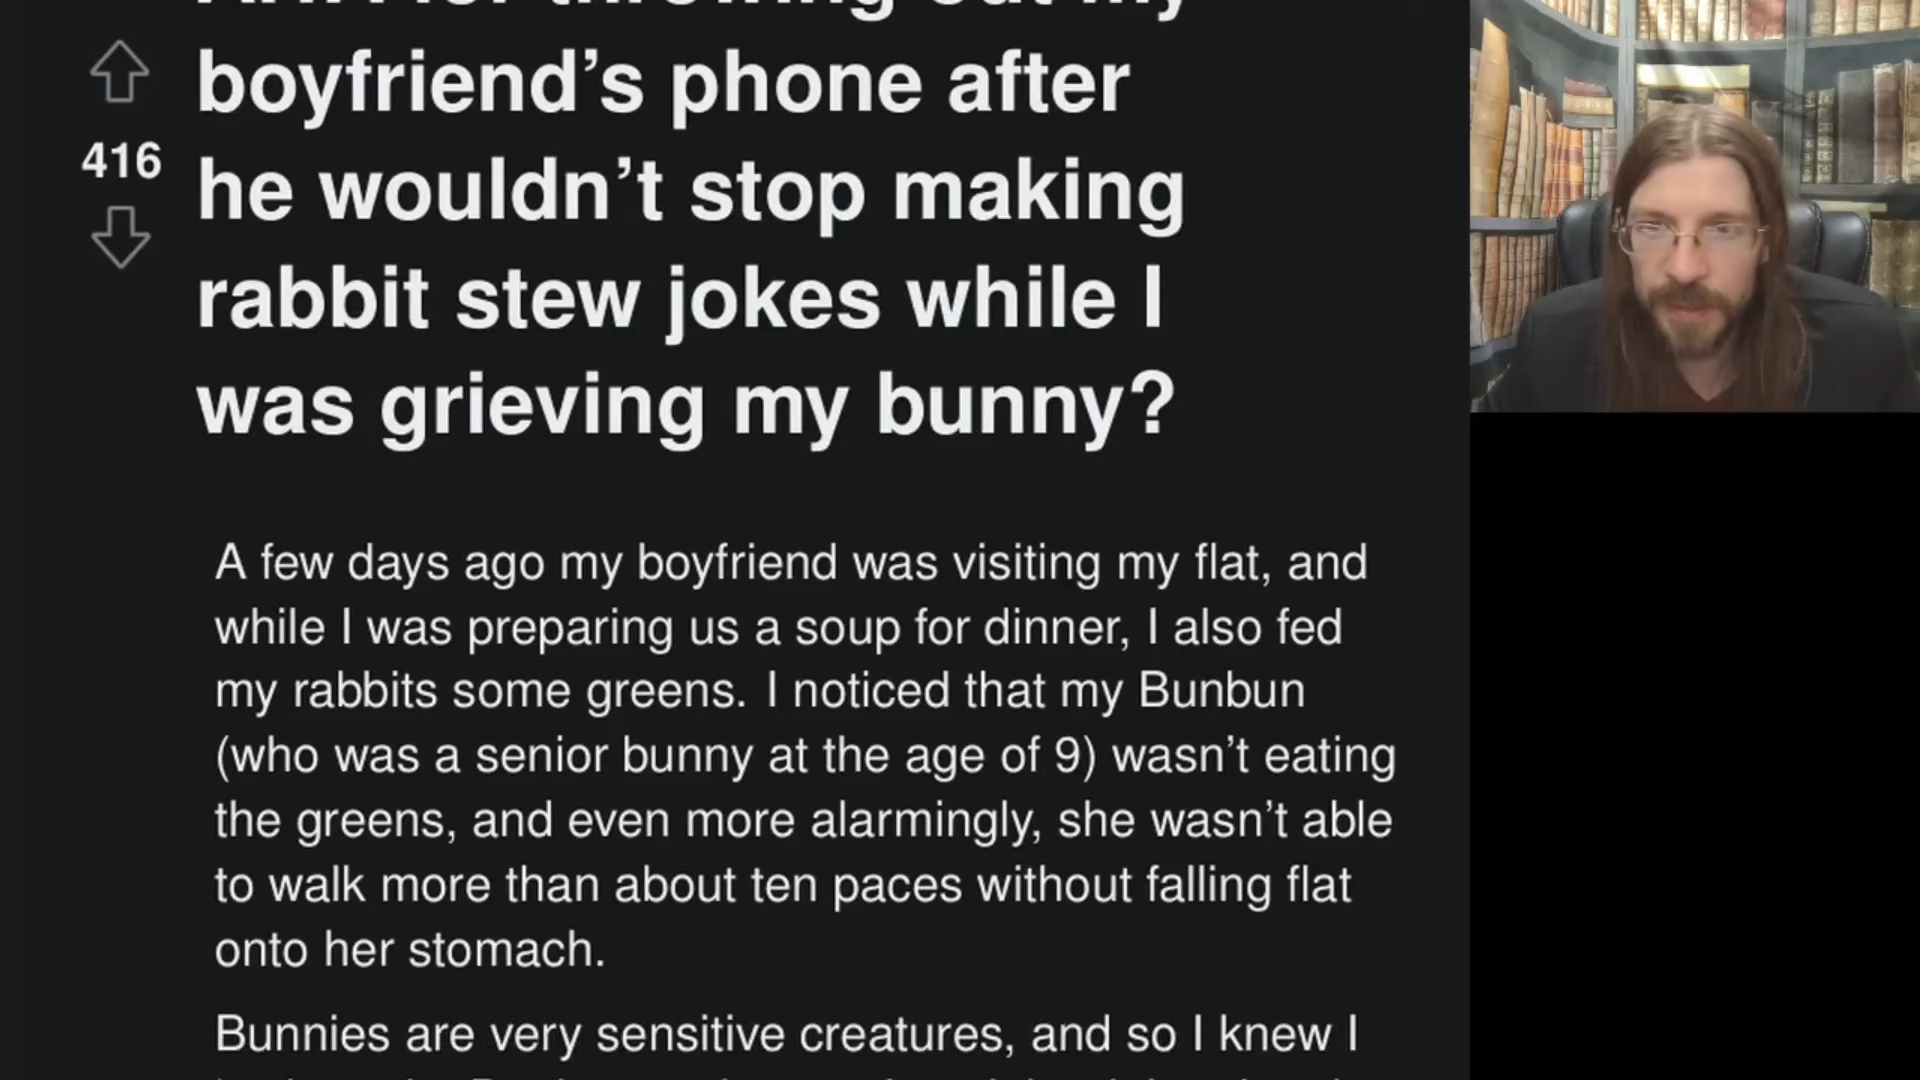 boyfriend’s phone after
416
he wouldn’t stop making
rabbit stew jokes while I
was grieving my bunny?
A few days ago my boyfriend was visiting my flat, and
while I was preparing us a soup for dinner, I also fed
my rabbits some greens. I noticed that my Bunbun
(who was a senior bunny at the age of 9) wasn’t eating
the greens, and even more alarmingly, she wasn’t able
to walk more than about ten paces without falling flat
onto her stomach.
Bunnies are very sensitive creatures, and so I knew I